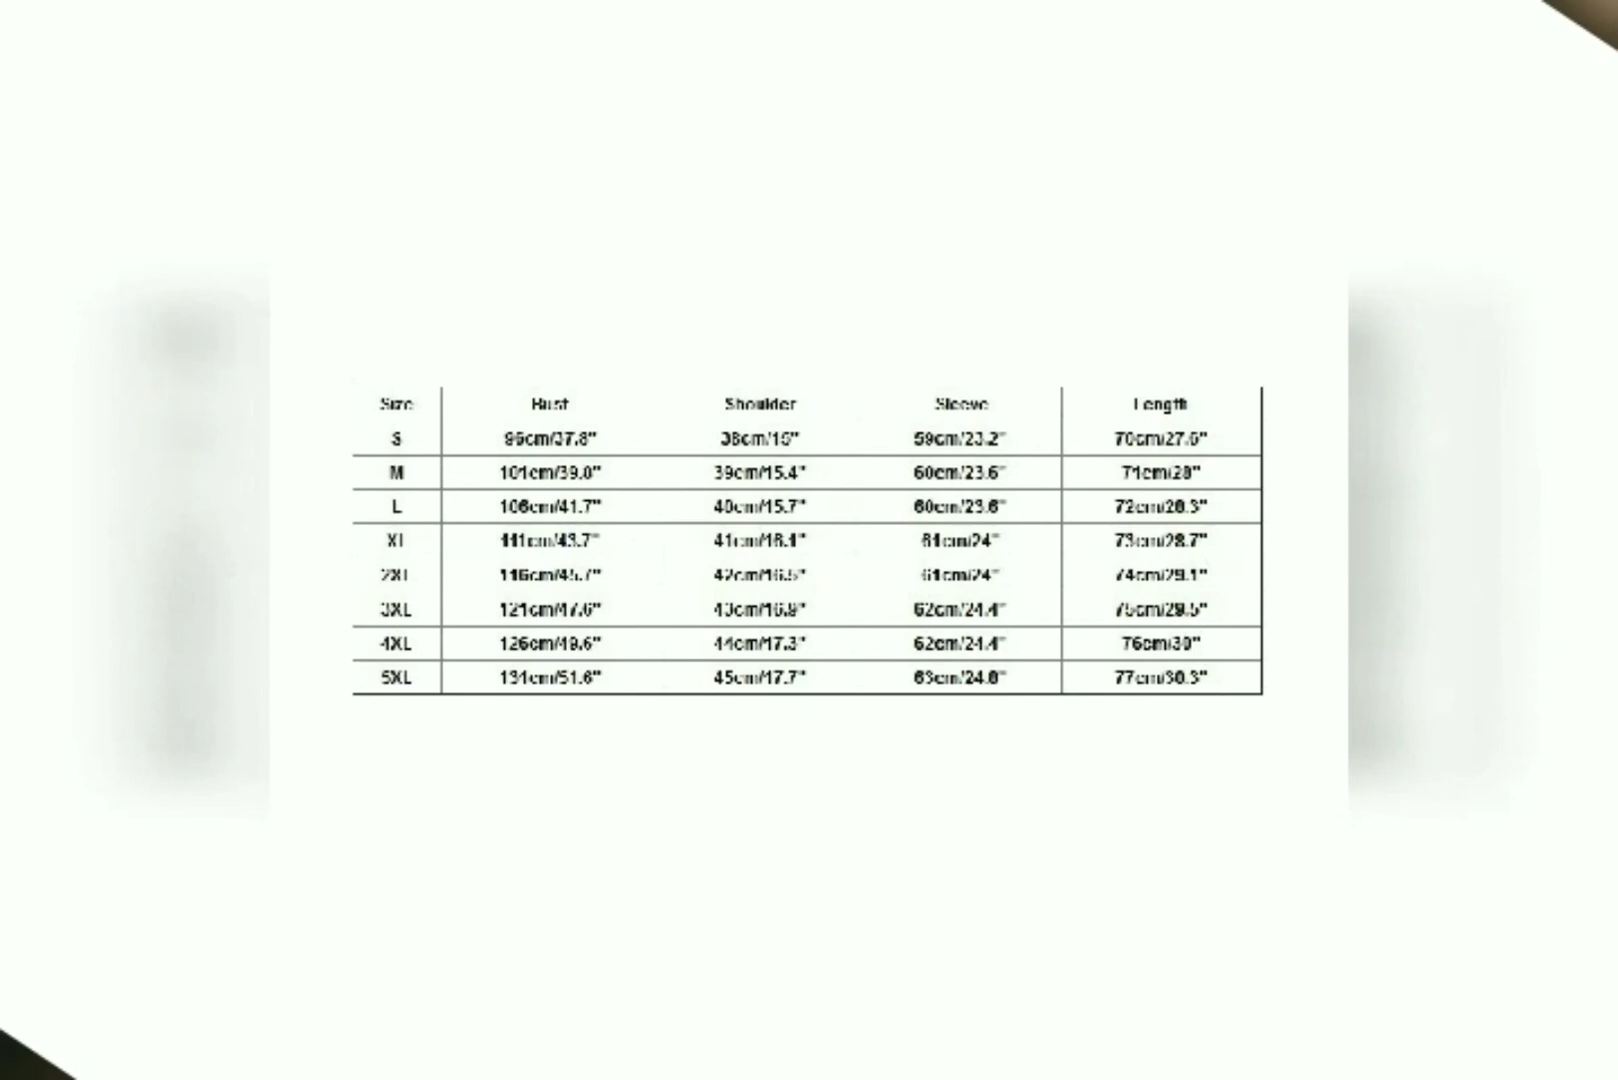 Size Bust Shoulder Sleeve Length
S 96cm/37.8" 38cm/15" 59cm/23.2" 70cm/27.6"
M 101cm/39.8" 39cm/15.4" 60cm/23.6" 71cm/28"
L 106cm/41.7" 40cm/15.7" 60cm/23.6" 72cm/28.3"
XL 111cm/43.7" 41cm/16.1" 61cm/24" 73cm/28.7"
2XL 116cm/45.7" 42cm/16.5" 61cm/24" 74cm/29.1"
3XL 121cm/47.6" 43cm/16.9" 62cm/24.4" 75cm/29.5"
4XL 126cm/49.6" 44cm/17.3" 62cm/24.4" 76cm/30"
5XL 131cm/51.6" 45cm/17.7" 63cm/24.8" 77cm/30.3"